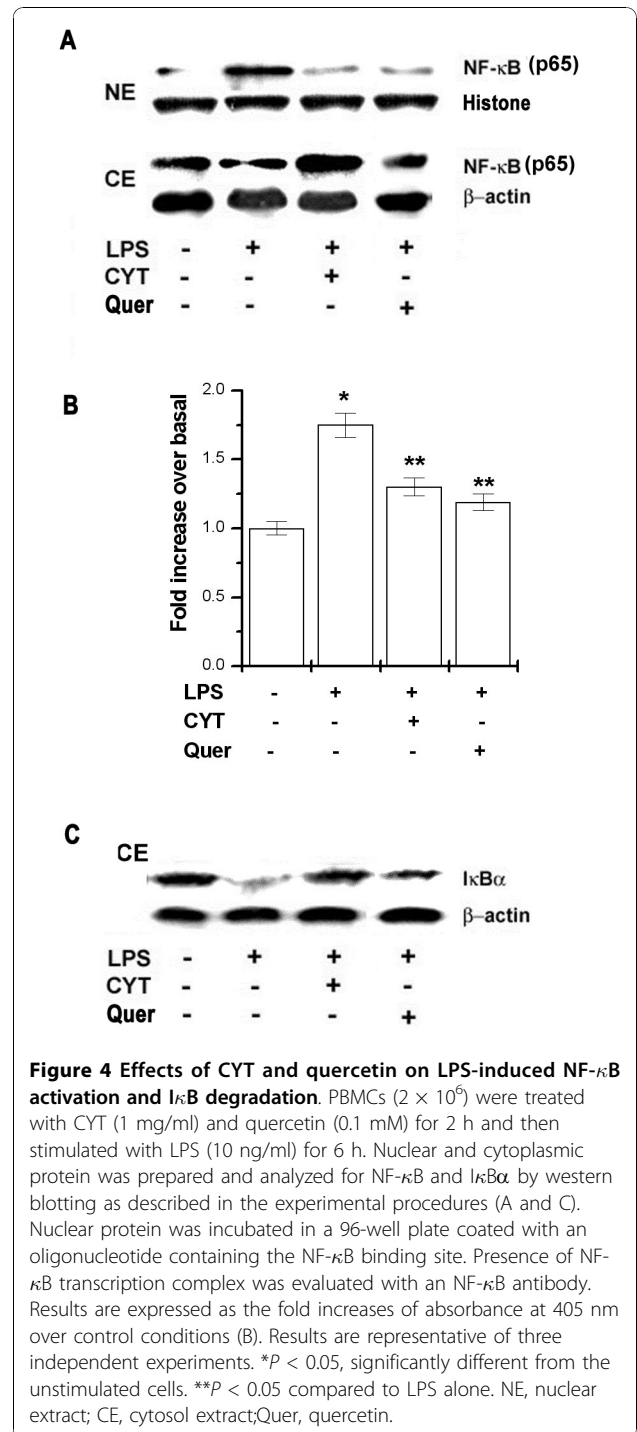 A
NF-κB (p65)
NE
Histone
NF-κB (p65)
CE
β–actin
LPS - + + +
CYT - - + -
Quer - - - +
B
Fold increase over basal
2.0
1.5
1.0
0.5
0.0
*
**
**
LPS - + + +
CYT - - + -
Quer - - - +
C
CE
IκBα
β–actin
LPS - + + +
CYT - - + -
Quer - - - +
Figure 4 Effects of CYT and quercetin on LPS-induced NF-κB
activation and IκB degradation. PBMCs (2 × 10⁶) were treated
with CYT (1 mg/ml) and quercetin (0.1 mM) for 2 h and then
stimulated with LPS (10 ng/ml) for 6 h. Nuclear and cytoplasmic
protein was prepared and analyzed for NF-κB and IκBα by western
blotting as described in the experimental procedures (A and C).
Nuclear protein was incubated in a 96-well plate coated with an
oligonucleotide containing the NF-κB binding site. Presence of NF-
κB transcription complex was evaluated with an NF-κB antibody.
Results are expressed as the fold increases of absorbance at 405 nm
over control conditions (B). Results are representative of three
independent experiments. *P < 0.05, significantly different from the
unstimulated cells. **P < 0.05 compared to LPS alone. NE, nuclear
extract; CE, cytosol extract;Quer, quercetin.